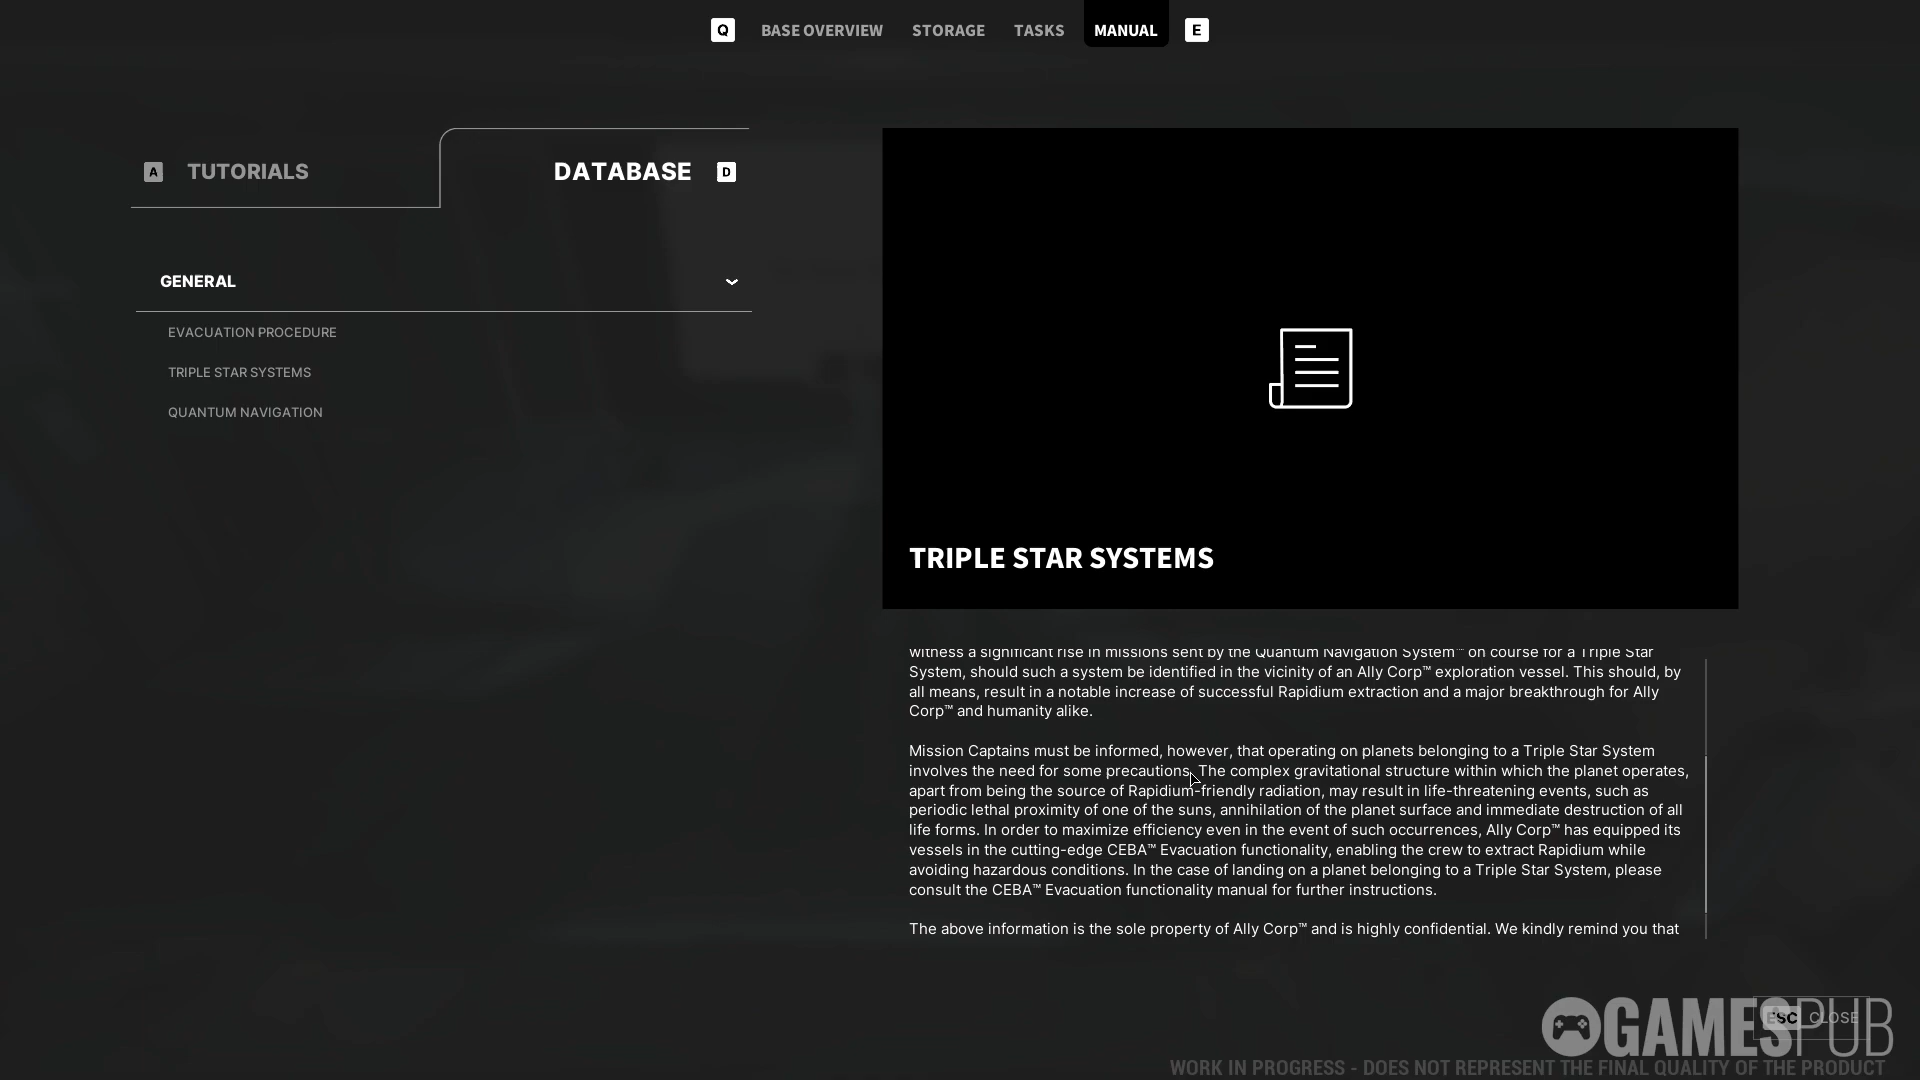 Q BASE OVERVIEW STORAGE TASKS MANUAL E
A TUTORIALS
DATABASE D
GENERAL
EVACUATION PROCEDURE
TRIPLE STAR SYSTEMS
QUANTUM NAVIGATION
TRIPLE STAR SYSTEMS
witness a significant rise in missions sent by the Quantum Navigation System™ on course for a Triple Star
System, should such a system be identified in the vicinity of an Ally Corp™ exploration vessel. This should, by
all means, result in a notable increase of successful Rapidium extraction and a major breakthrough for Ally
Corp™ and humanity alike.
Mission Captains must be informed, however, that operating on planets belonging to a Triple Star System
involves the need for some precautions. The complex gravitational structure within which the planet operates,
apart from being the source of Rapidium-friendly radiation, may result in life-threatening events, such as
periodic lethal proximity of one of the suns, annihilation of the planet surface and immediate destruction of all
life forms. In order to maximize efficiency even in the event of such occurrences, Ally Corp™ has equipped its
vessels in the cutting-edge CEBA™ Evacuation functionality, enabling the crew to extract Rapidium while
avoiding hazardous conditions. In the case of landing on a planet belonging to a Triple Star System, please
consult the CEBA™ Evacuation functionality manual for further instructions.
The above information is the sole property of Ally Corp™ and is highly confidential. We kindly remind you that
ESC CLOSE
GAMESPUB
WORK IN PROGRESS - DOES NOT REPRESENT THE FINAL QUALITY OF THE PRODUCT